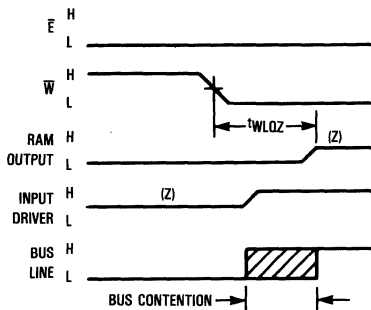 E H
L
W H
L
tWLQZ
RAM OUTPUT H
L
(Z)
INPUT DRIVER H
L
(Z)
BUS LINE H
L
BUS CONTENTION